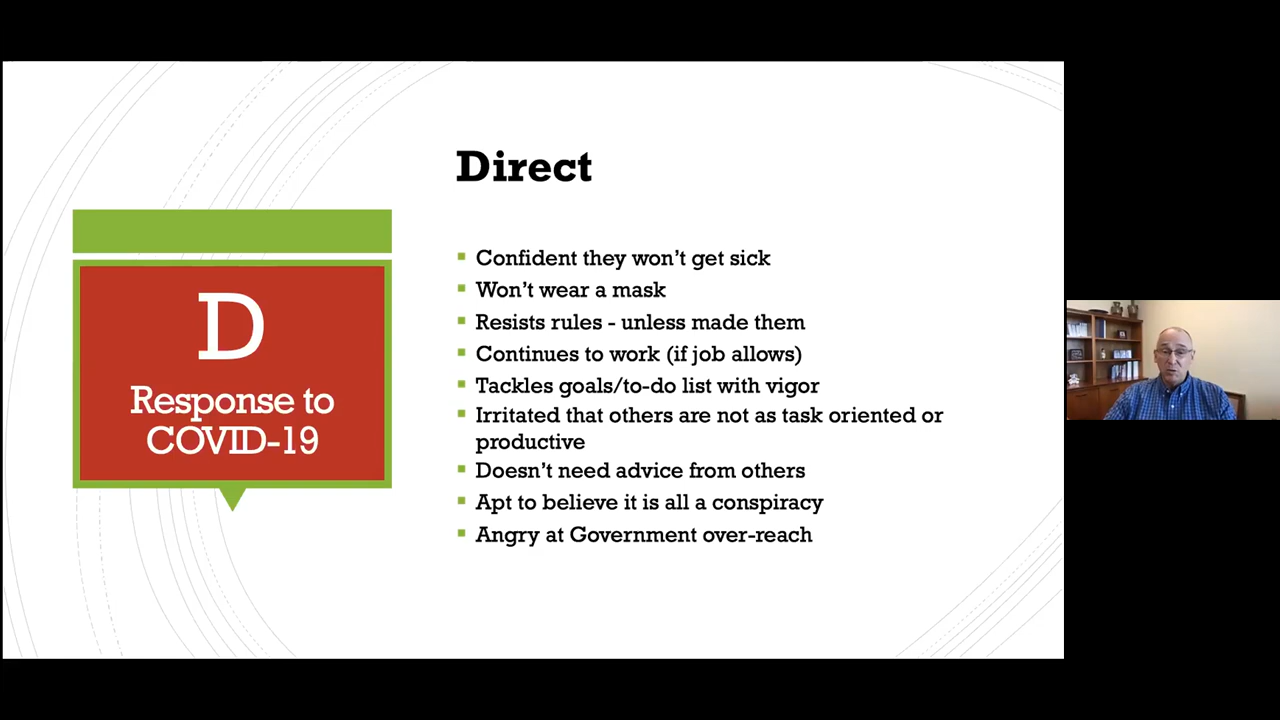 Direct
D
Response to
COVID-19
Confident they won't get sick
Won't wear a mask
Resists rules - unless made them
Continues to work (if job allows)
Tackles goals/to-do list with vigor
Irritated that others are not as task oriented or
productive
Doesn't need advice from others
Apt to believe it is all a conspiracy
Angry at Government over-reach